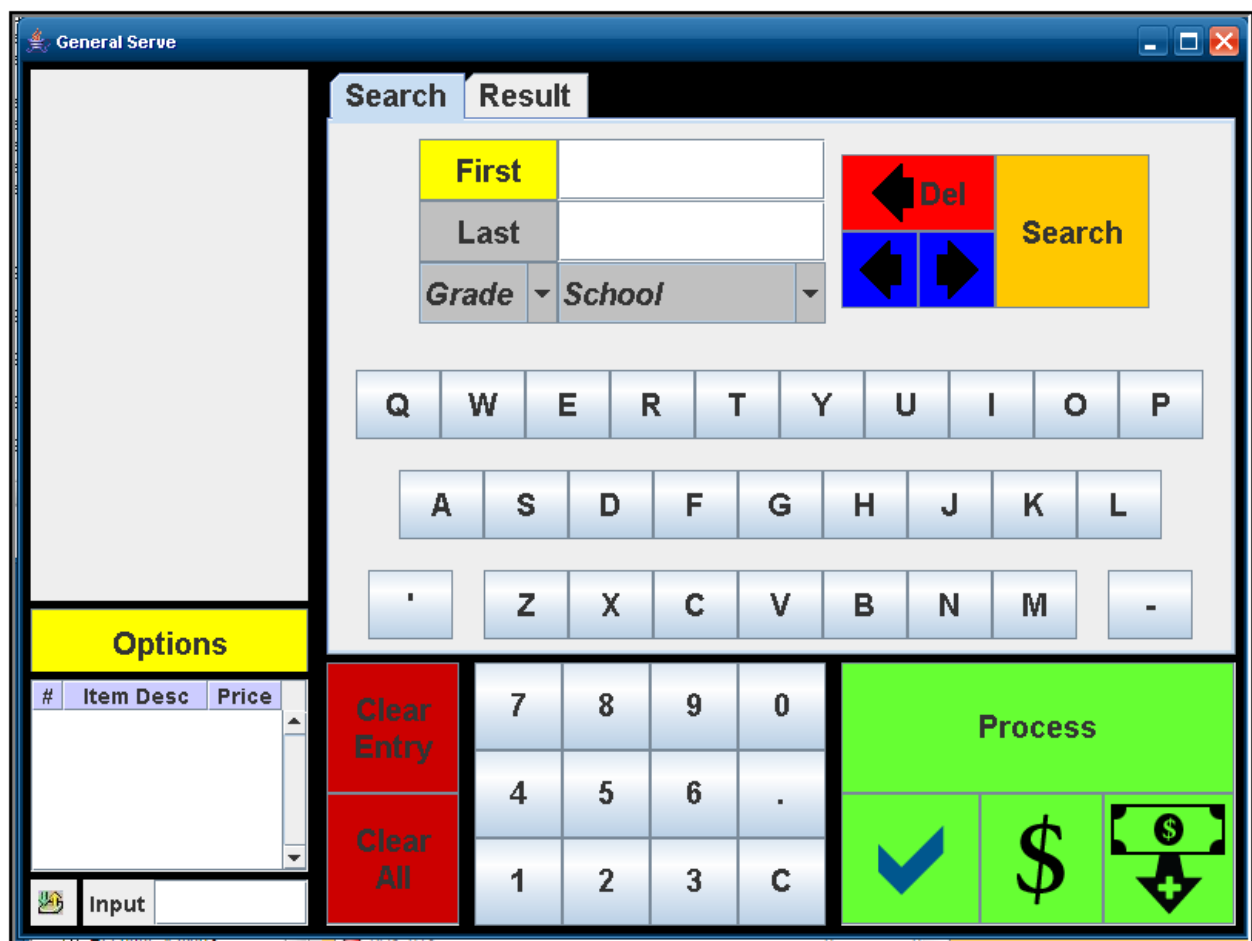 General Serve
Search Result
First
Del
Search
Last
Grade School
Q W E R T Y U I O P
A S D F G H J K L
' Z X C V B N M -
Options
# Item Desc Price
Clear
Entry
7 8 9 0
Process
4 5 6 .
Clear
All
$ $
1 2 3 C
Input